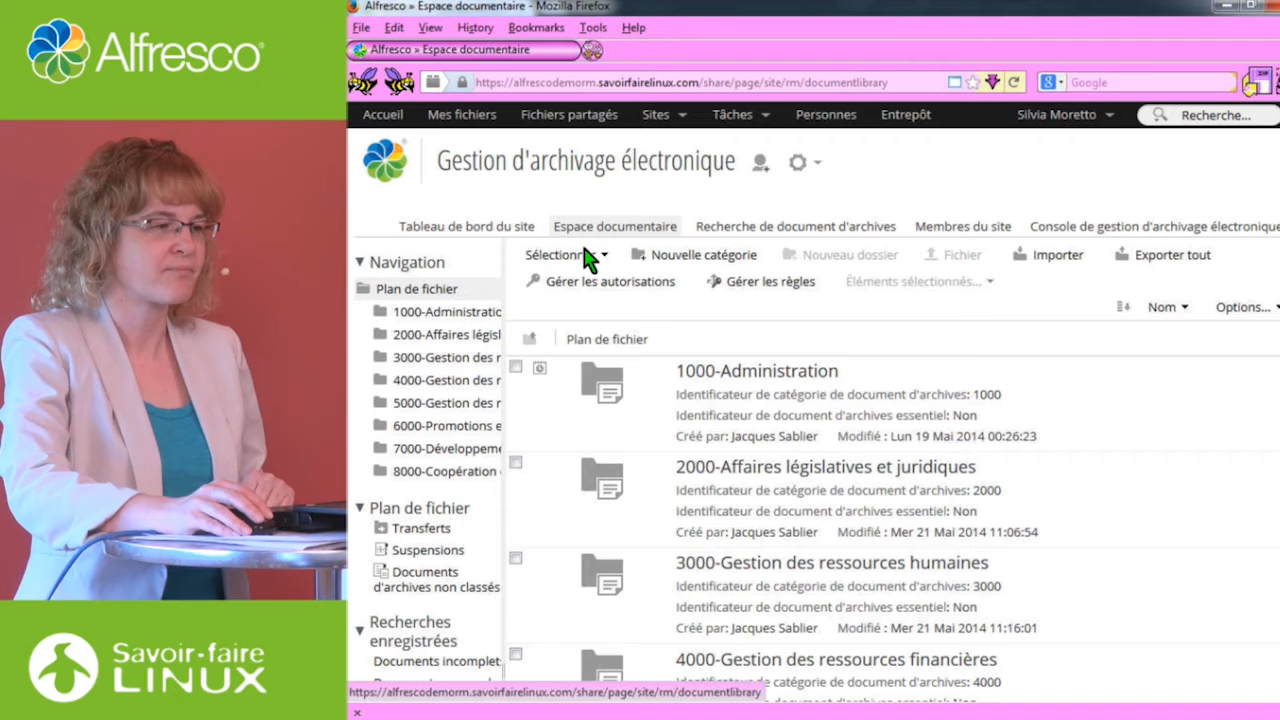 Alfresco
Savoir-faire
LINUX
Alfresco » Espace documentaire - Mozilla Firefox
File Edit View History Bookmarks Tools Help
Alfresco » Espace documentaire
https://alfrescodemorm.savoirfairelinux.com/share/page/site/rm/documentlibrary
Google
Accueil Mes fichiers Fichiers partagés Sites Tâches Personnes Entrepôt Silvia Moretto Recherche...
Gestion d'archivage électronique
Tableau de bord du site Espace documentaire Recherche de document d'archives Membres du site Console de gestion d'archivage électronique
Navigation
Plan de fichier
1000-Administratio
2000-Affaires législ
3000-Gestion des r
4000-Gestion des r
5000-Gestion des r
6000-Promotions e
7000-Développeme
8000-Coopération
Plan de fichier
Transferts
Suspensions
Documents
d'archives non classés
Recherches
enregistrées
Documents incomplet
Sélectionn Nouvelle catégorie Nouveau dossier Fichier Importer Exporter tout
Gérer les autorisations Gérer les règles Éléments sélectionnés...
Nom Options...
Plan de fichier
1000-Administration
Identificateur de catégorie de document d'archives: 1000
Identificateur de document d'archives essentiel: Non
Créé par: Jacques Sablier Modifié : Lun 19 Mai 2014 00:26:23
2000-Affaires législatives et juridiques
Identificateur de catégorie de document d'archives: 2000
Identificateur de document d'archives essentiel: Non
Créé par: Jacques Sablier Modifié : Mer 21 Mai 2014 11:06:54
3000-Gestion des ressources humaines
Identificateur de catégorie de document d'archives: 3000
Identificateur de document d'archives essentiel: Non
Créé par: Jacques Sablier Modifié : Mer 21 Mai 2014 11:16:01
4000-Gestion des ressources financières
Identificateur de catégorie de document d'archives: 4000
https://alfrescodemorm.savoirfairelinux.com/share/page/site/rm/documentlibrary